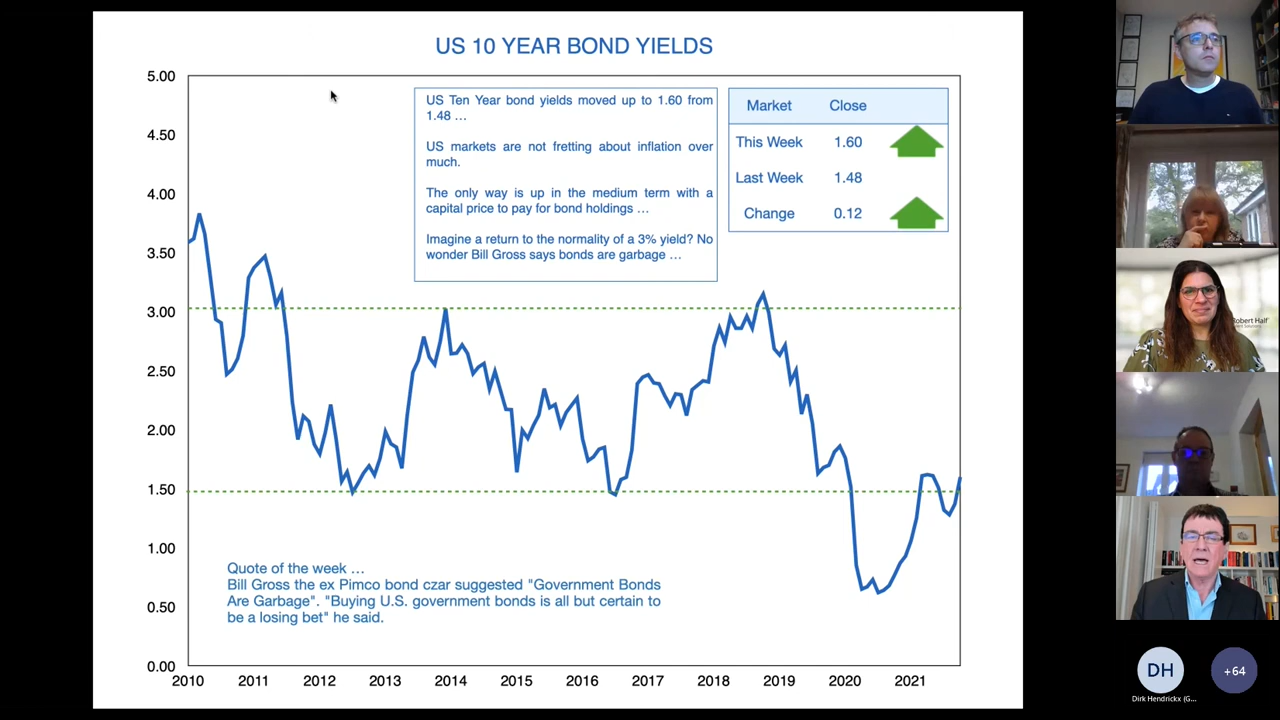 US 10 YEAR BOND YIELDS
5.00
4.50
4.00
3.50
3.00
2.50
2.00
1.50
1.00
0.50
0.00
US Ten Year bond yields moved up to 1.60 from
1.48 …
US markets are not fretting about inflation over
much.
The only way is up in the medium term with a
capital price to pay for bond holdings …
Imagine a return to the normality of a 3% yield? No
wonder Bill Gross says bonds are garbage …
Market Close
This Week 1.60
Last Week 1.48
Change 0.12
Quote of the week …
Bill Gross the ex Pimco bond czar suggested "Government Bonds
Are Garbage". "Buying U.S. government bonds is all but certain to
be a losing bet" he said.
2010 2011 2012 2013 2014 2015 2016 2017 2018 2019 2020 2021
Robert Half
DH
+64
Dirk Hendrickx (G...